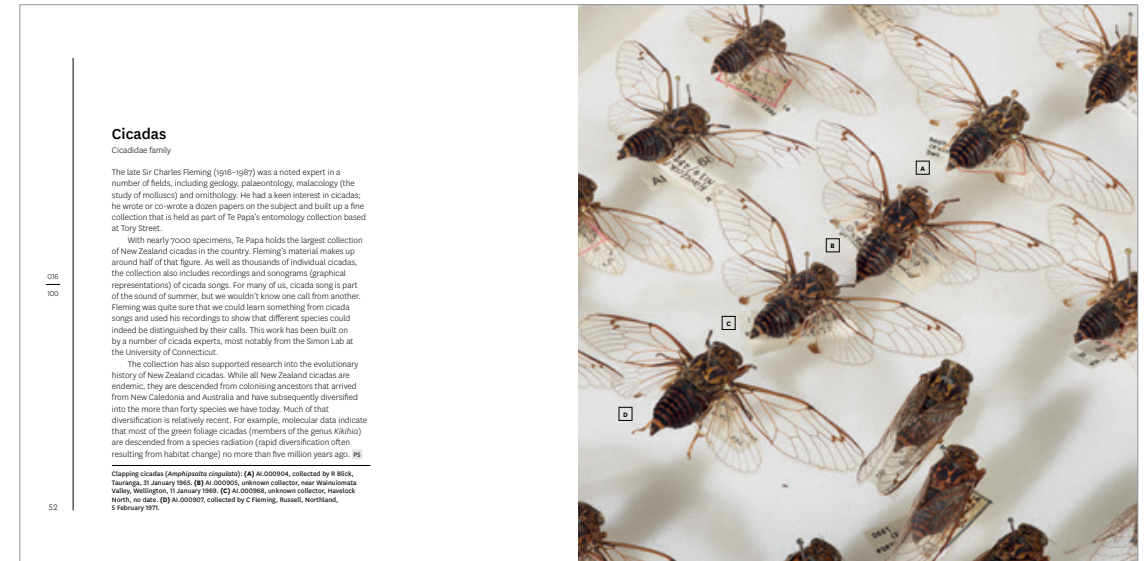 Cicadas
Cicadidae family
The late Sir Charles Fleming (1916–1987) was a noted expert in a
number of fields, including geology, palaeontology, malacology (the
study of molluscs) and ornithology. He had a keen interest in cicadas;
he wrote or co-wrote a dozen papers on the subject and built up a fine
collection that is held as part of Te Papa's entomology collection based
at Tory Street.
With nearly 7000 specimens, Te Papa holds the largest collection
of New Zealand cicadas in the country. Fleming's material makes up
around half of that figure. As well as thousands of individual cicadas,
the collection also includes recordings and sonograms (graphical
representations) of cicada songs. For many of us, cicada song is part
of the sound of summer, but we wouldn't know one call from another.
Fleming was quite sure that we could learn something from cicada
songs and used his recordings to show that different species could
indeed be distinguished by their calls. This work has been built on
by a number of cicada experts, most notably from the Simon Lab at
the University of Connecticut.
The collection has also supported research into the evolutionary
history of New Zealand cicadas. While all New Zealand cicadas are
endemic, they are descended from colonising ancestors that arrived
from New Caledonia and Australia and have subsequently diversified
into the more than forty species we have today. Much of that
diversification is relatively recent. For example, molecular data indicate
that most of the green foliage cicadas (members of the genus Kikihia)
are descended from a species radiation (rapid diversification often
resulting from habitat change) no more than five million years ago. PS
Clapping cicadas (Amphipsalta cingulata): (A) AI.000904, collected by R Blick,
Tauranga, 31 January 1965. (B) AI.000905, unknown collector, near Wainuiomata
Valley, Wellington, 11 January 1969. (C) AI.000968, unknown collector, Havelock
North, no date. (D) AI.000907, collected by C Fleming, Russell, Northland,
5 February 1971.
016
100
52
A
B
C
D